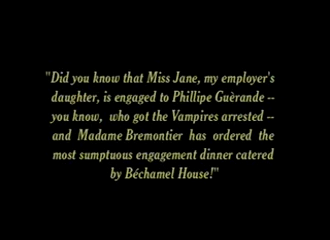 "Did you know that Miss Jane, my employer's
daughter, is engaged to Phillipe Guèrande --
you know, who got the Vampires arrested --
and Madame Bremontier has ordered the
most sumptuous engagement dinner catered
by Béchamel House!"